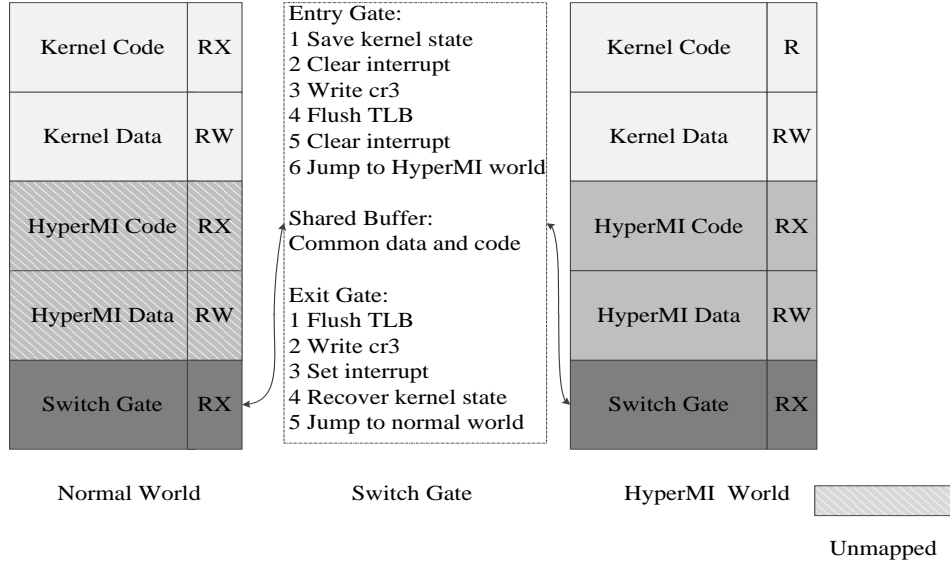 Kernel Code RX
Kernel Data RW
HyperMI Code RX
HyperMI Data RW
Switch Gate RX
Normal World
Entry Gate:
1 Save kernel state
2 Clear interrupt
3 Write cr3
4 Flush TLB
5 Clear interrupt
6 Jump to HyperMI world
Shared Buffer:
Common data and code
Exit Gate:
1 Flush TLB
2 Write cr3
3 Set interrupt
4 Recover kernel state
5 Jump to normal world
Switch Gate
Kernel Code R
Kernel Data RW
HyperMI Code RX
HyperMI Data RW
Switch Gate RX
HyperMI World
Unmapped